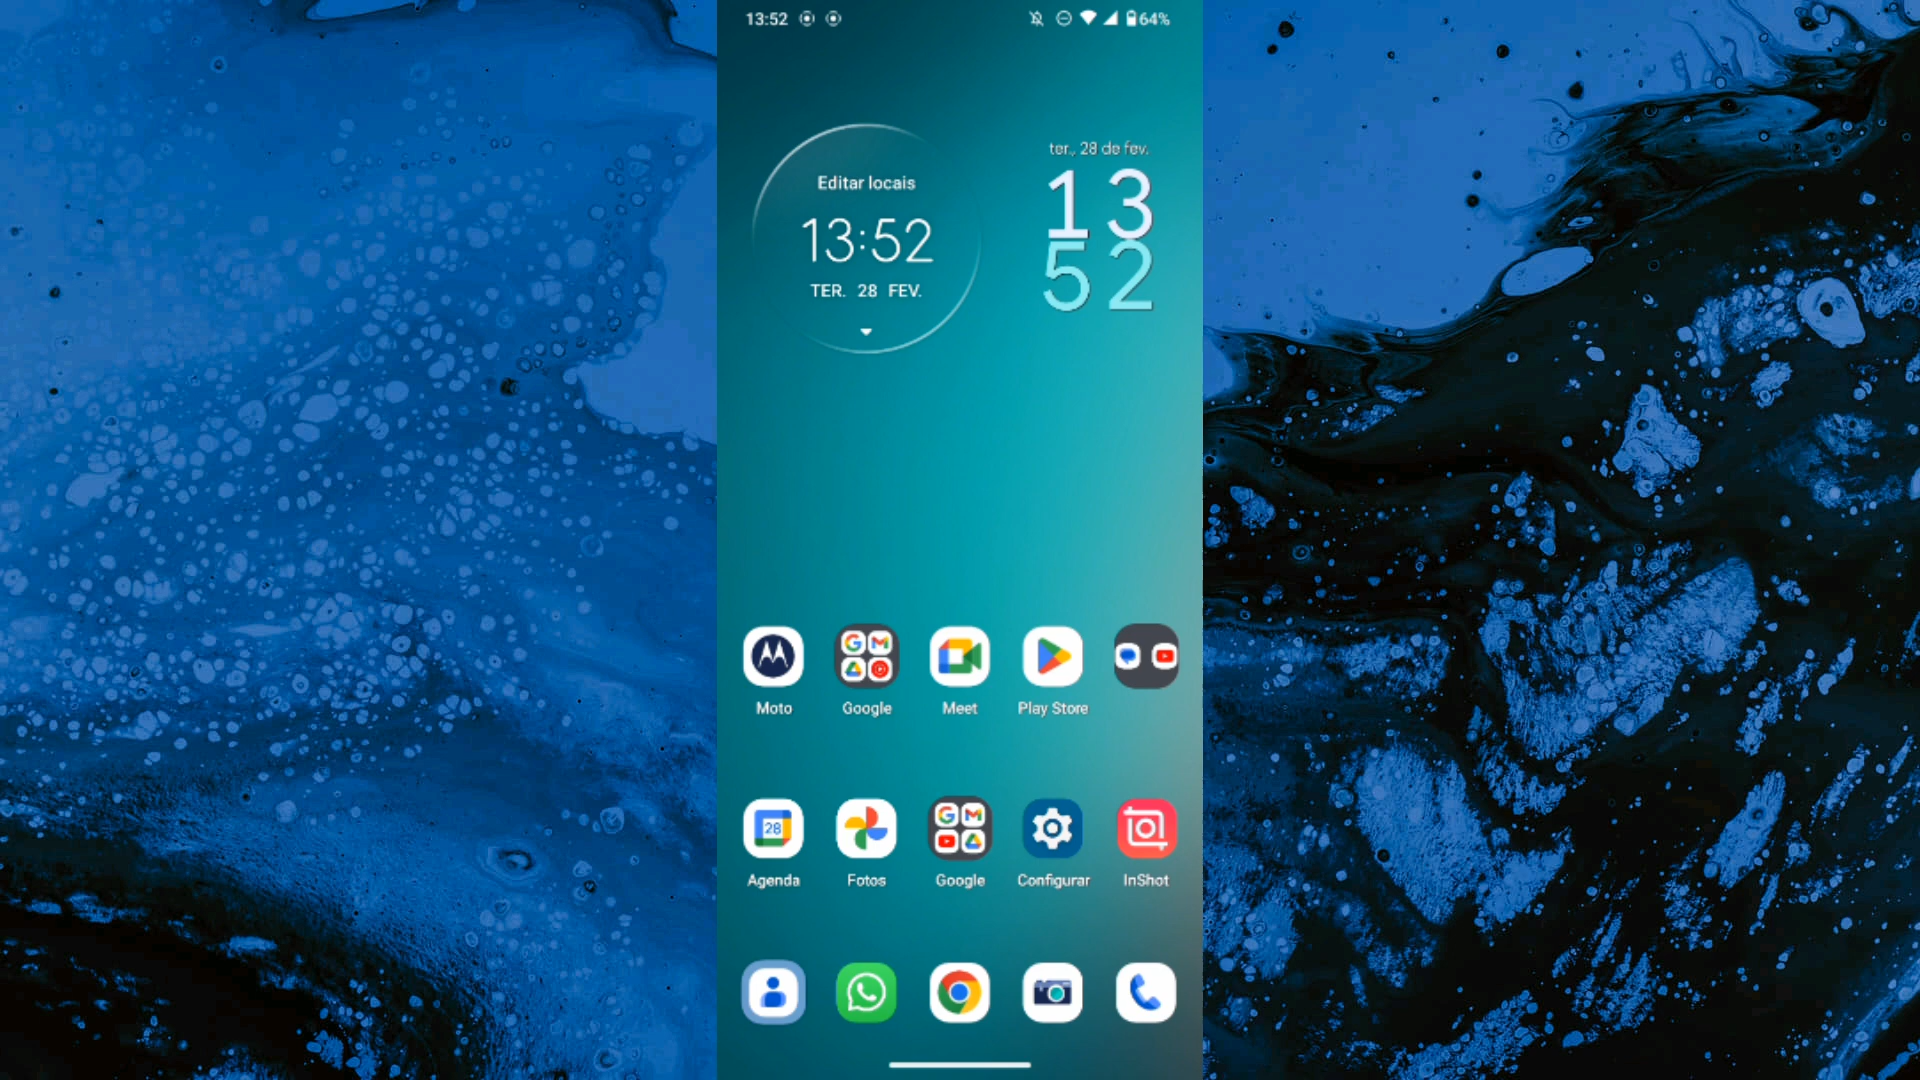 13:52 64%
Editar locais
13:52
TER. 28 FEV.
ter., 28 de fev.
13
52
Moto Google Meet Play Store
28
Agenda Fotos Google Configurar InShot